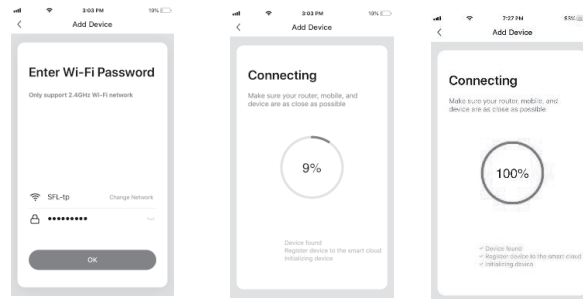 3:03 PM 19%
Add Device
Enter Wi-Fi Password
Only support 2.4GHz Wi-Fi network
SFL-tp Change Network
•••••••••
OK
3:03 PM 19%
Add Device
Connecting
Make sure your router, mobile, and
device are as close as possible
9%
Device found
Register device to the smart cloud
Initializing device
7:27 PM 93%
Add Device
Connecting
Make sure your router, mobile, and
device are as close as possible
100%
✓ Device found
✓ Register device to the smart cloud
✓ Initializing device